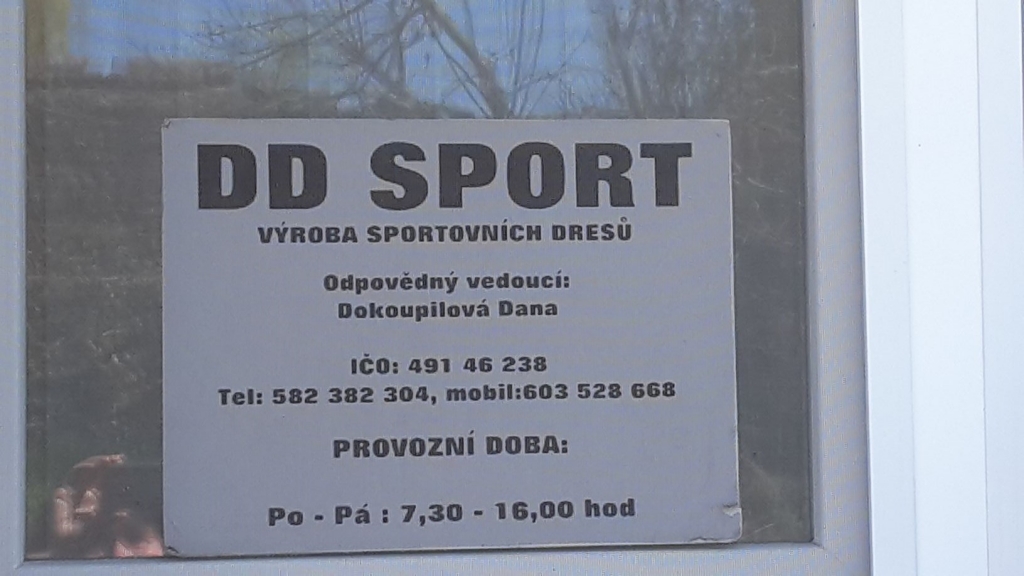 DD SPORT
VÝROBA SPORTOVNÍCH DRESŮ
Odpovědný vedoucí:
Dokoupilová Dana
IČO: 491 46 238
Tel: 582 382 304, mobil:603 528 668
PROVOZNÍ DOBA:
Po - Pá : 7,30 - 16,00 hod